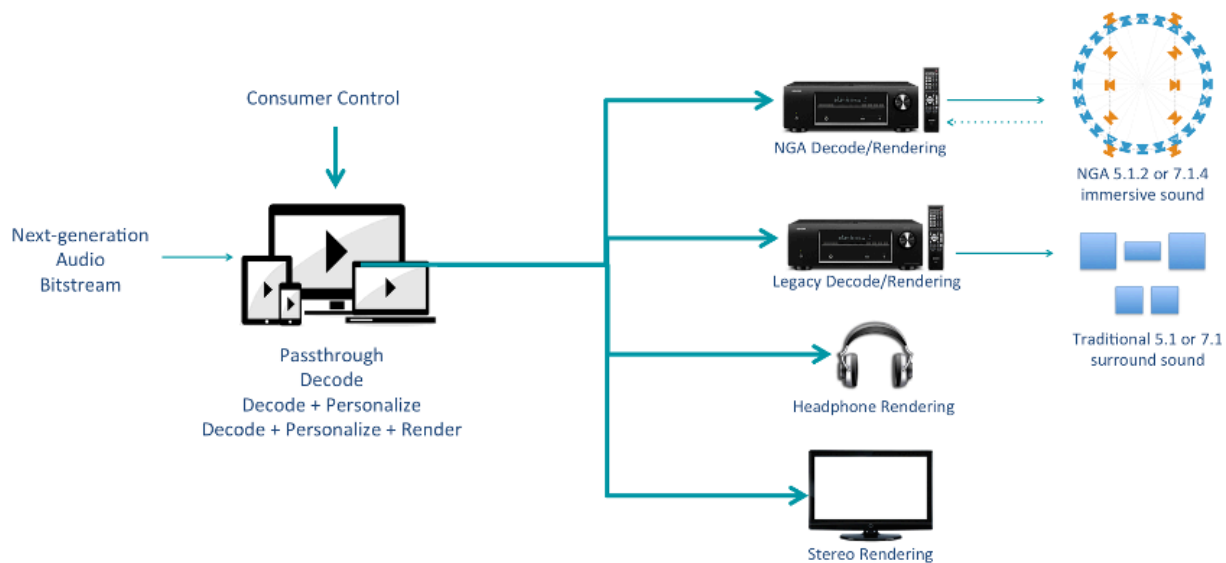 Consumer Control
Next-generation
Audio
Bitstream
Passthrough
Decode
Decode + Personalize
Decode + Personalize + Render
NGA Decode/Rendering
NGA 5.1.2 or 7.1.4
immersive sound
Legacy Decode/Rendering
Traditional 5.1 or 7.1
surround sound
Headphone Rendering
Stereo Rendering